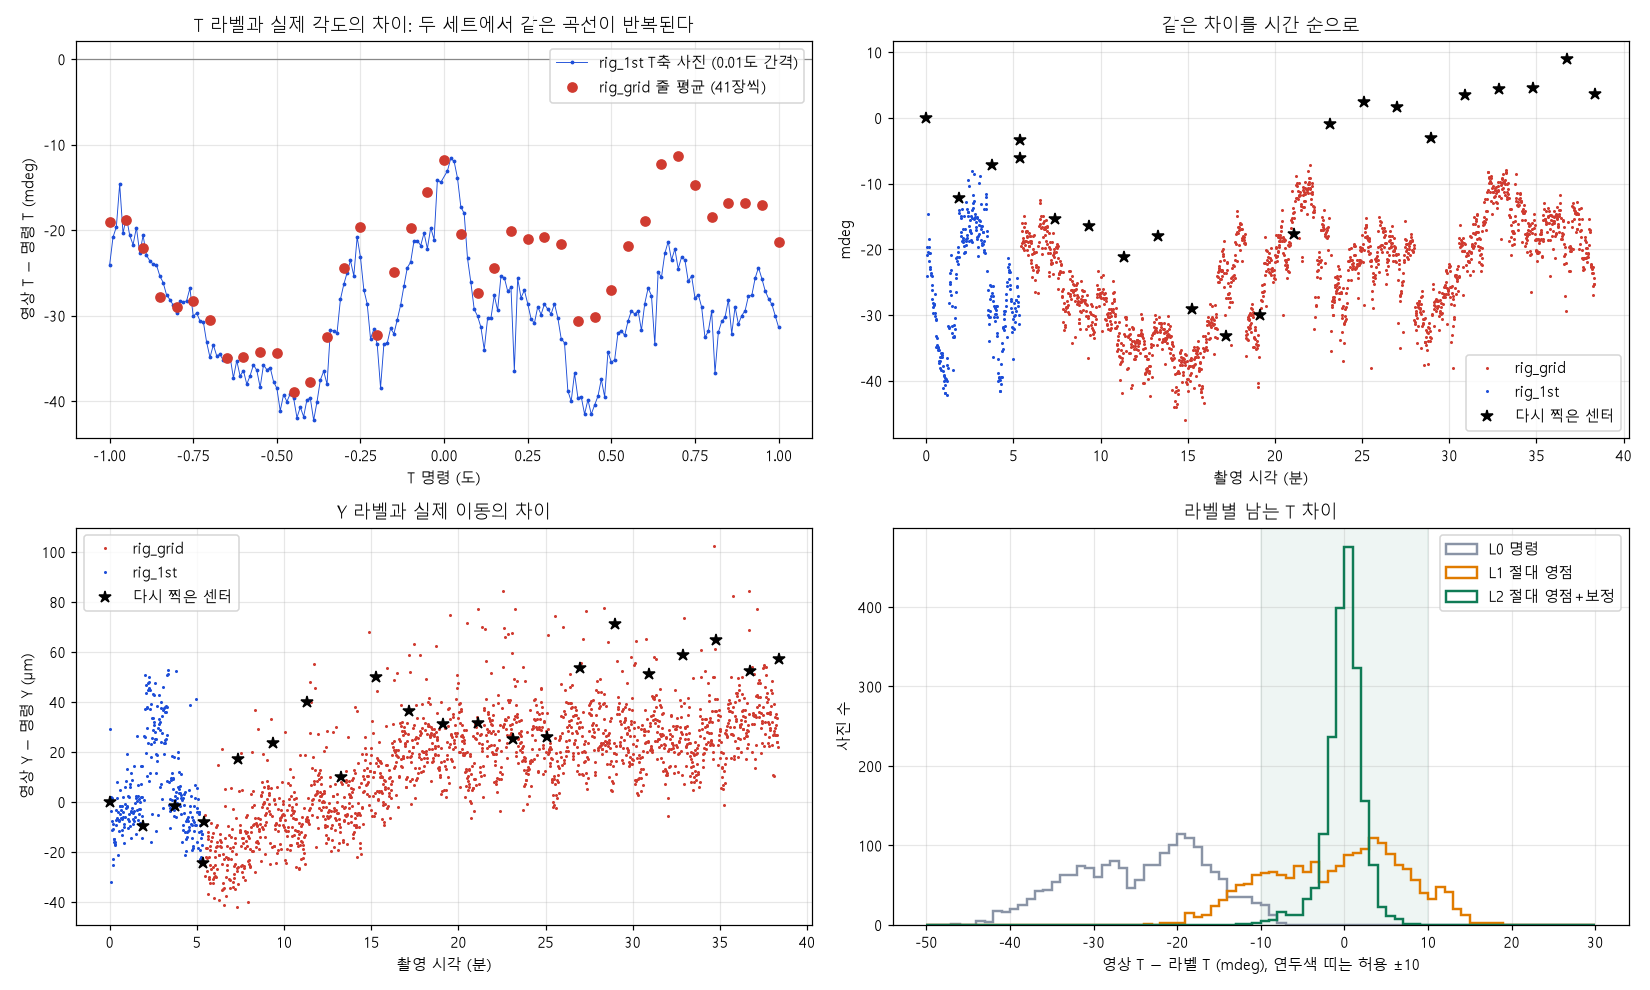 T 라벨과 실제 각도의 차이: 두 세트에서 같은 곡선이 반복된다
0
-10
-20
-30
-40
영상 T − 명령 T (mdeg)
rig_1st T축 사진 (0.01도 간격)
rig_grid 줄 평균 (41장씩)
-1.00 -0.75 -0.50 -0.25 0.00 0.25 0.50 0.75 1.00
T 명령 (도)
같은 차이를 시간 순으로
10
0
-10
-20
-30
-40
mdeg
rig_grid
rig_1st
다시 찍은 센터
0 5 10 15 20 25 30 35 40
촬영 시각 (분)
Y 라벨과 실제 이동의 차이
100
80
60
40
20
0
-20
-40
영상 Y − 명령 Y (µm)
rig_grid
rig_1st
다시 찍은 센터
0 5 10 15 20 25 30 35 40
촬영 시각 (분)
라벨별 남는 T 차이
400
300
200
100
0
사진 수
L0 명령
L1 절대 영점
L2 절대 영점+보정
-50 -40 -30 -20 -10 0 10 20 30
영상 T − 라벨 T (mdeg), 연두색 띠는 허용 ±10